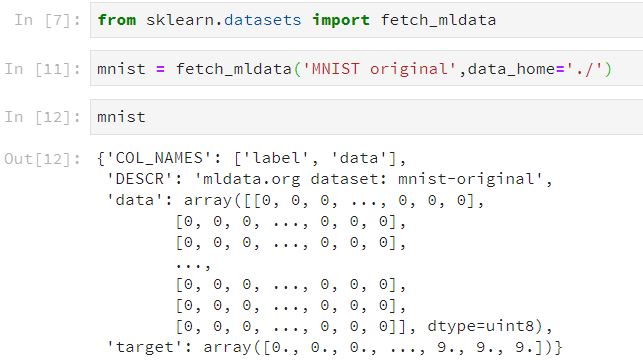 In [7]: from sklearn.datasets import fetch_mldata
In [11]: mnist = fetch_mldata('MNIST original',data_home='./')
In [12]: mnist
Out[12]: {'COL_NAMES': ['label', 'data'],
'DESCR': 'mldata.org dataset: mnist-original',
'data': array([[0, 0, 0, ..., 0, 0, 0],
[0, 0, 0, ..., 0, 0, 0],
[0, 0, 0, ..., 0, 0, 0],
...,
[0, 0, 0, ..., 0, 0, 0],
[0, 0, 0, ..., 0, 0, 0],
[0, 0, 0, ..., 0, 0, 0]], dtype=uint8),
'target': array([0., 0., 0., ..., 9., 9., 9.])}